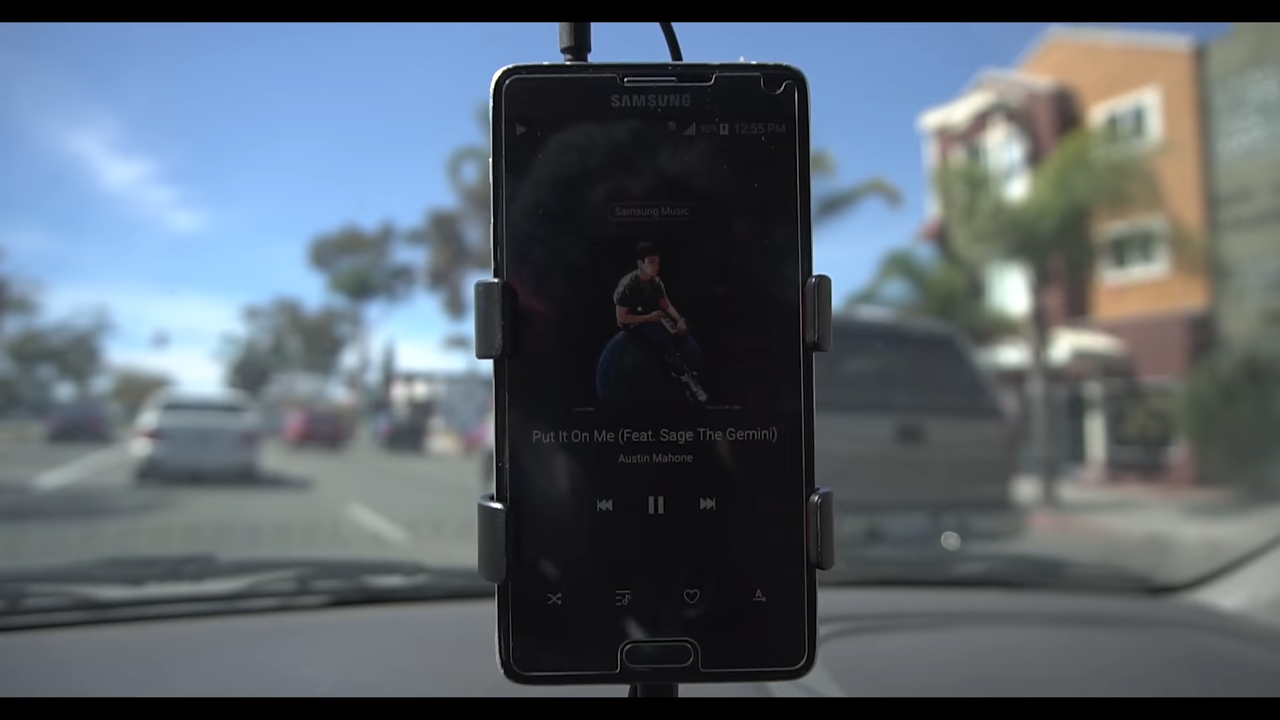 SAMSUNG
12:55 PM
Samsung Music
Put It On Me (Feat. Sage The Gemini)
Austin Mahone